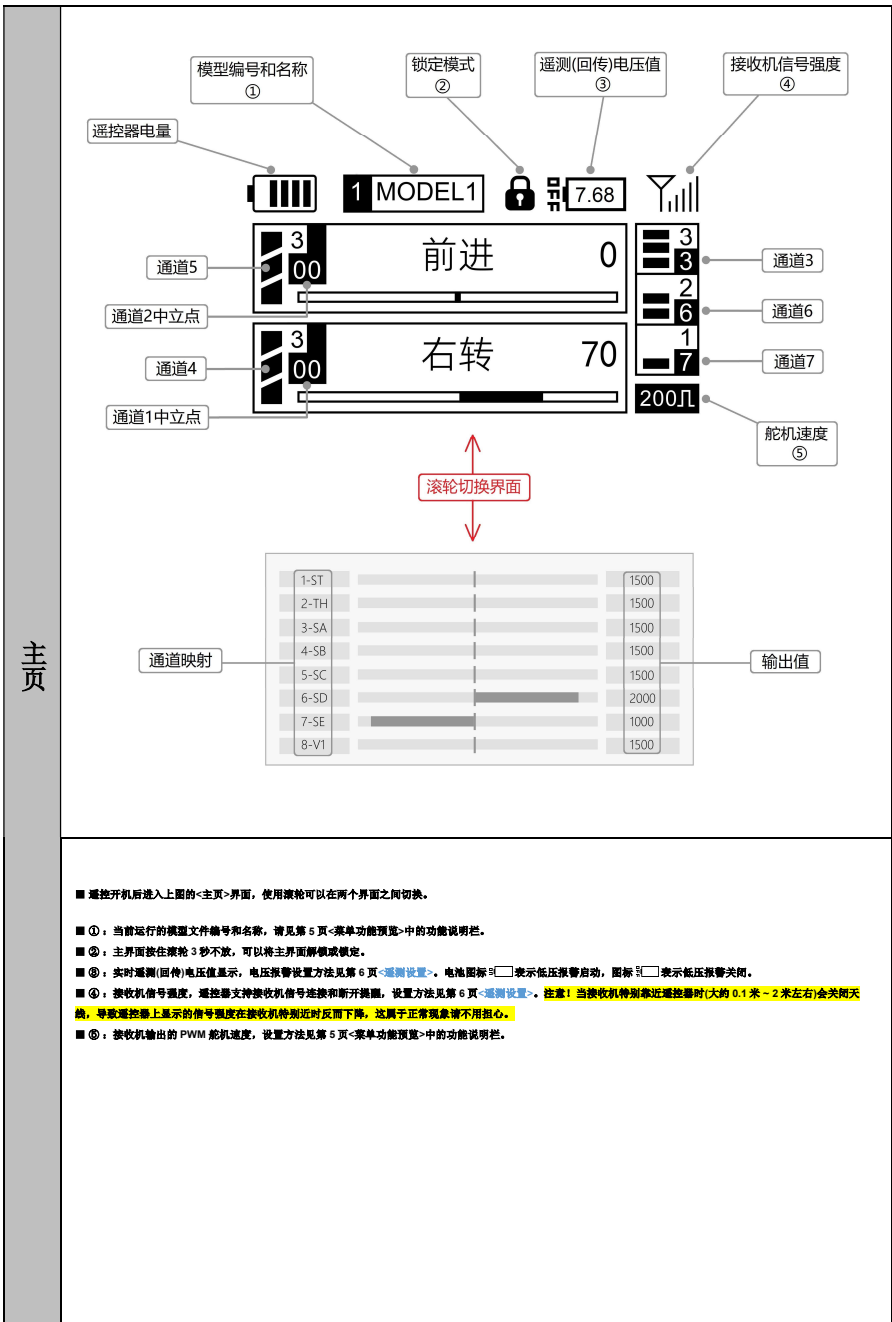 模型编号和名称
①
锁定模式
②
遥测(回传)电压值
③
接收机信号强度
④
遥控器电量
1 MODEL1
OFF
7.68
3
00
前进
0
3
3
2
6
1
7
通道5
通道2中立点
通道3
通道6
通道7
3
00
右转
70
200
通道4
通道1中立点
舵机速度
⑤
滚轮切换界面
1-ST 1500
2-TH 1500
3-SA 1500
4-SB 1500
5-SC 1500
6-SD 2000
7-SE 1000
8-V1 1500
通道映射
输出值
主页
■ 遥控开机后进入上图的<主页>界面，使用滚轮可以在两个界面之间切换。
■ ①：当前运行的模型文件编号和名称，请见第 5 页<菜单功能预览>中的功能说明栏。
■ ②：主界面按住滚轮 3 秒不放，可以将主界面解锁或锁定。
■ ③：实时遥测(回传)电压值显示，电压报警设置方法见第 6 页<遥测设置>。电池图标表示低压报警启动，图标表示低压报警关闭。
■ ④：接收机信号强度，遥控器支持接收机信号连接和断开提醒，设置方法见第 6 页<遥测设置>。注意！当接收机特别靠近遥控器时(大约 0.1 米 ~ 2 米左右)会关闭天
线，导致遥控器上显示的信号强度在接收机特别近时反而下降，这属于正常现象请不用担心。
■ ⑤：接收机输出的 PWM 舵机速度，设置方法见第 5 页<菜单功能预览>中的功能说明栏。